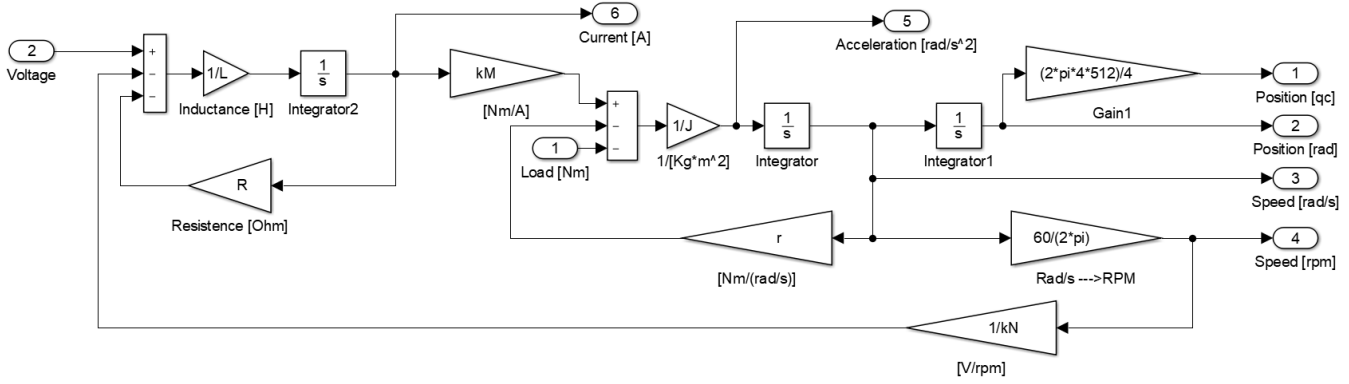 2
Voltage
+
−
−
1/L
Inductance [H]
1
s
Integrator2
6
Current [A]
kM
[Nm/A]
R
Resistence [Ohm]
+
−
−
1
Load [Nm]
1/J
1/[Kg*m^2]
5
Acceleration [rad/s^2]
1
s
Integrator
1
s
Integrator1
(2*pi*4*512)/4
Gain1
1
Position [qc]
2
Position [rad]
3
Speed [rad/s]
r
[Nm/(rad/s)]
60/(2*pi)
Rad/s --->RPM
4
Speed [rpm]
1/kN
[V/rpm]